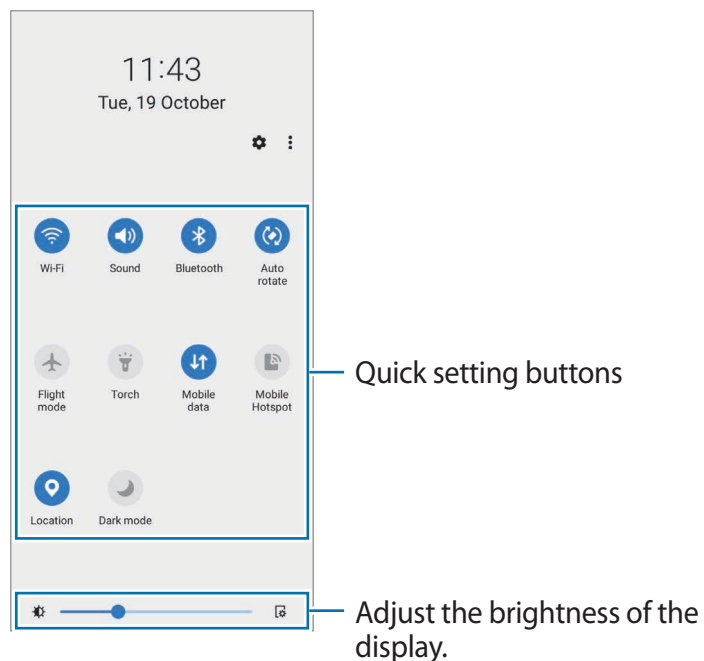 11:43
Tue, 19 October
Wi-Fi Sound Bluetooth Auto
rotate
Flight Torch Mobile Mobile
mode data Hotspot
Quick setting buttons
Location Dark mode
Adjust the brightness of the
display.